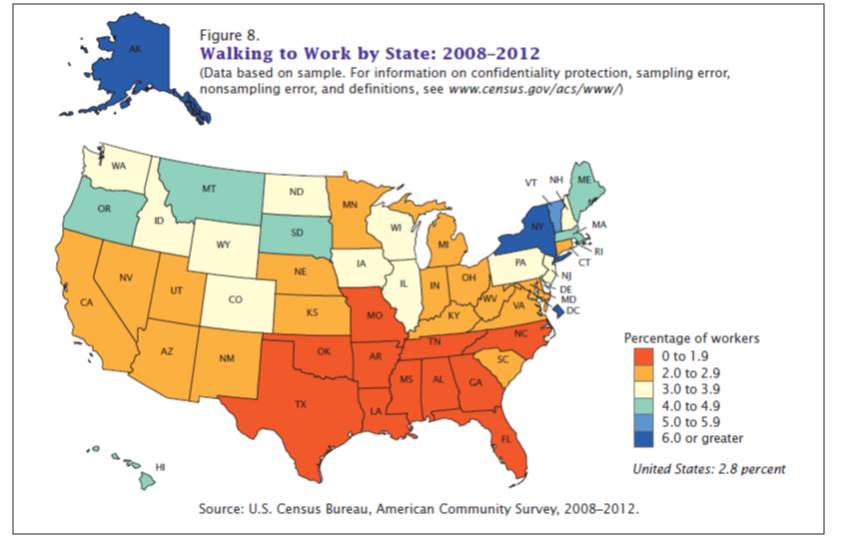 Figure 8.
Walking to Work by State: 2008–2012
(Data based on sample. For information on confidentiality protection, sampling error,
nonsampling error, and definitions, see www.census.gov/acs/www/)
AK
WA
MT
ND
MN
VT
NH
ME
OR
ID
WY
SD
WI
MI
NY
MA
RI
CT
NV
UT
CO
NE
IA
IL
IN
OH
PA
NJ
DE
MD
DC
CA
AZ
NM
KS
MO
KY
WV
VA
OK
AR
TN
NC
SC
TX
LA
MS
AL
GA
FL
HI
Percentage of workers
0 to 1.9
2.0 to 2.9
3.0 to 3.9
4.0 to 4.9
5.0 to 5.9
6.0 or greater
United States: 2.8 percent
Source: U.S. Census Bureau, American Community Survey, 2008–2012.